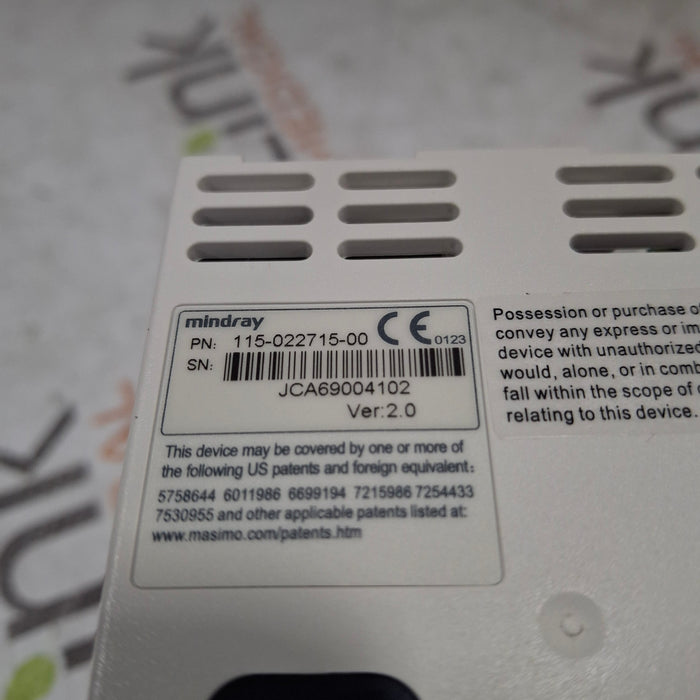 mindray
PN: 115-022715-00 CE 0123
SN:
JCA69004102
Ver:2.0
This device may be covered by one or more of
the following US patents and foreign equivalent:
5758644 6011986 6699194 7215986 7254433
7530955 and other applicable patents listed at:
www.masimo.com/patents.htm
Possession or purchase
convey any express or
device with unauthorized
would, alone, or in
fall within the scope of
relating to this device.
ink